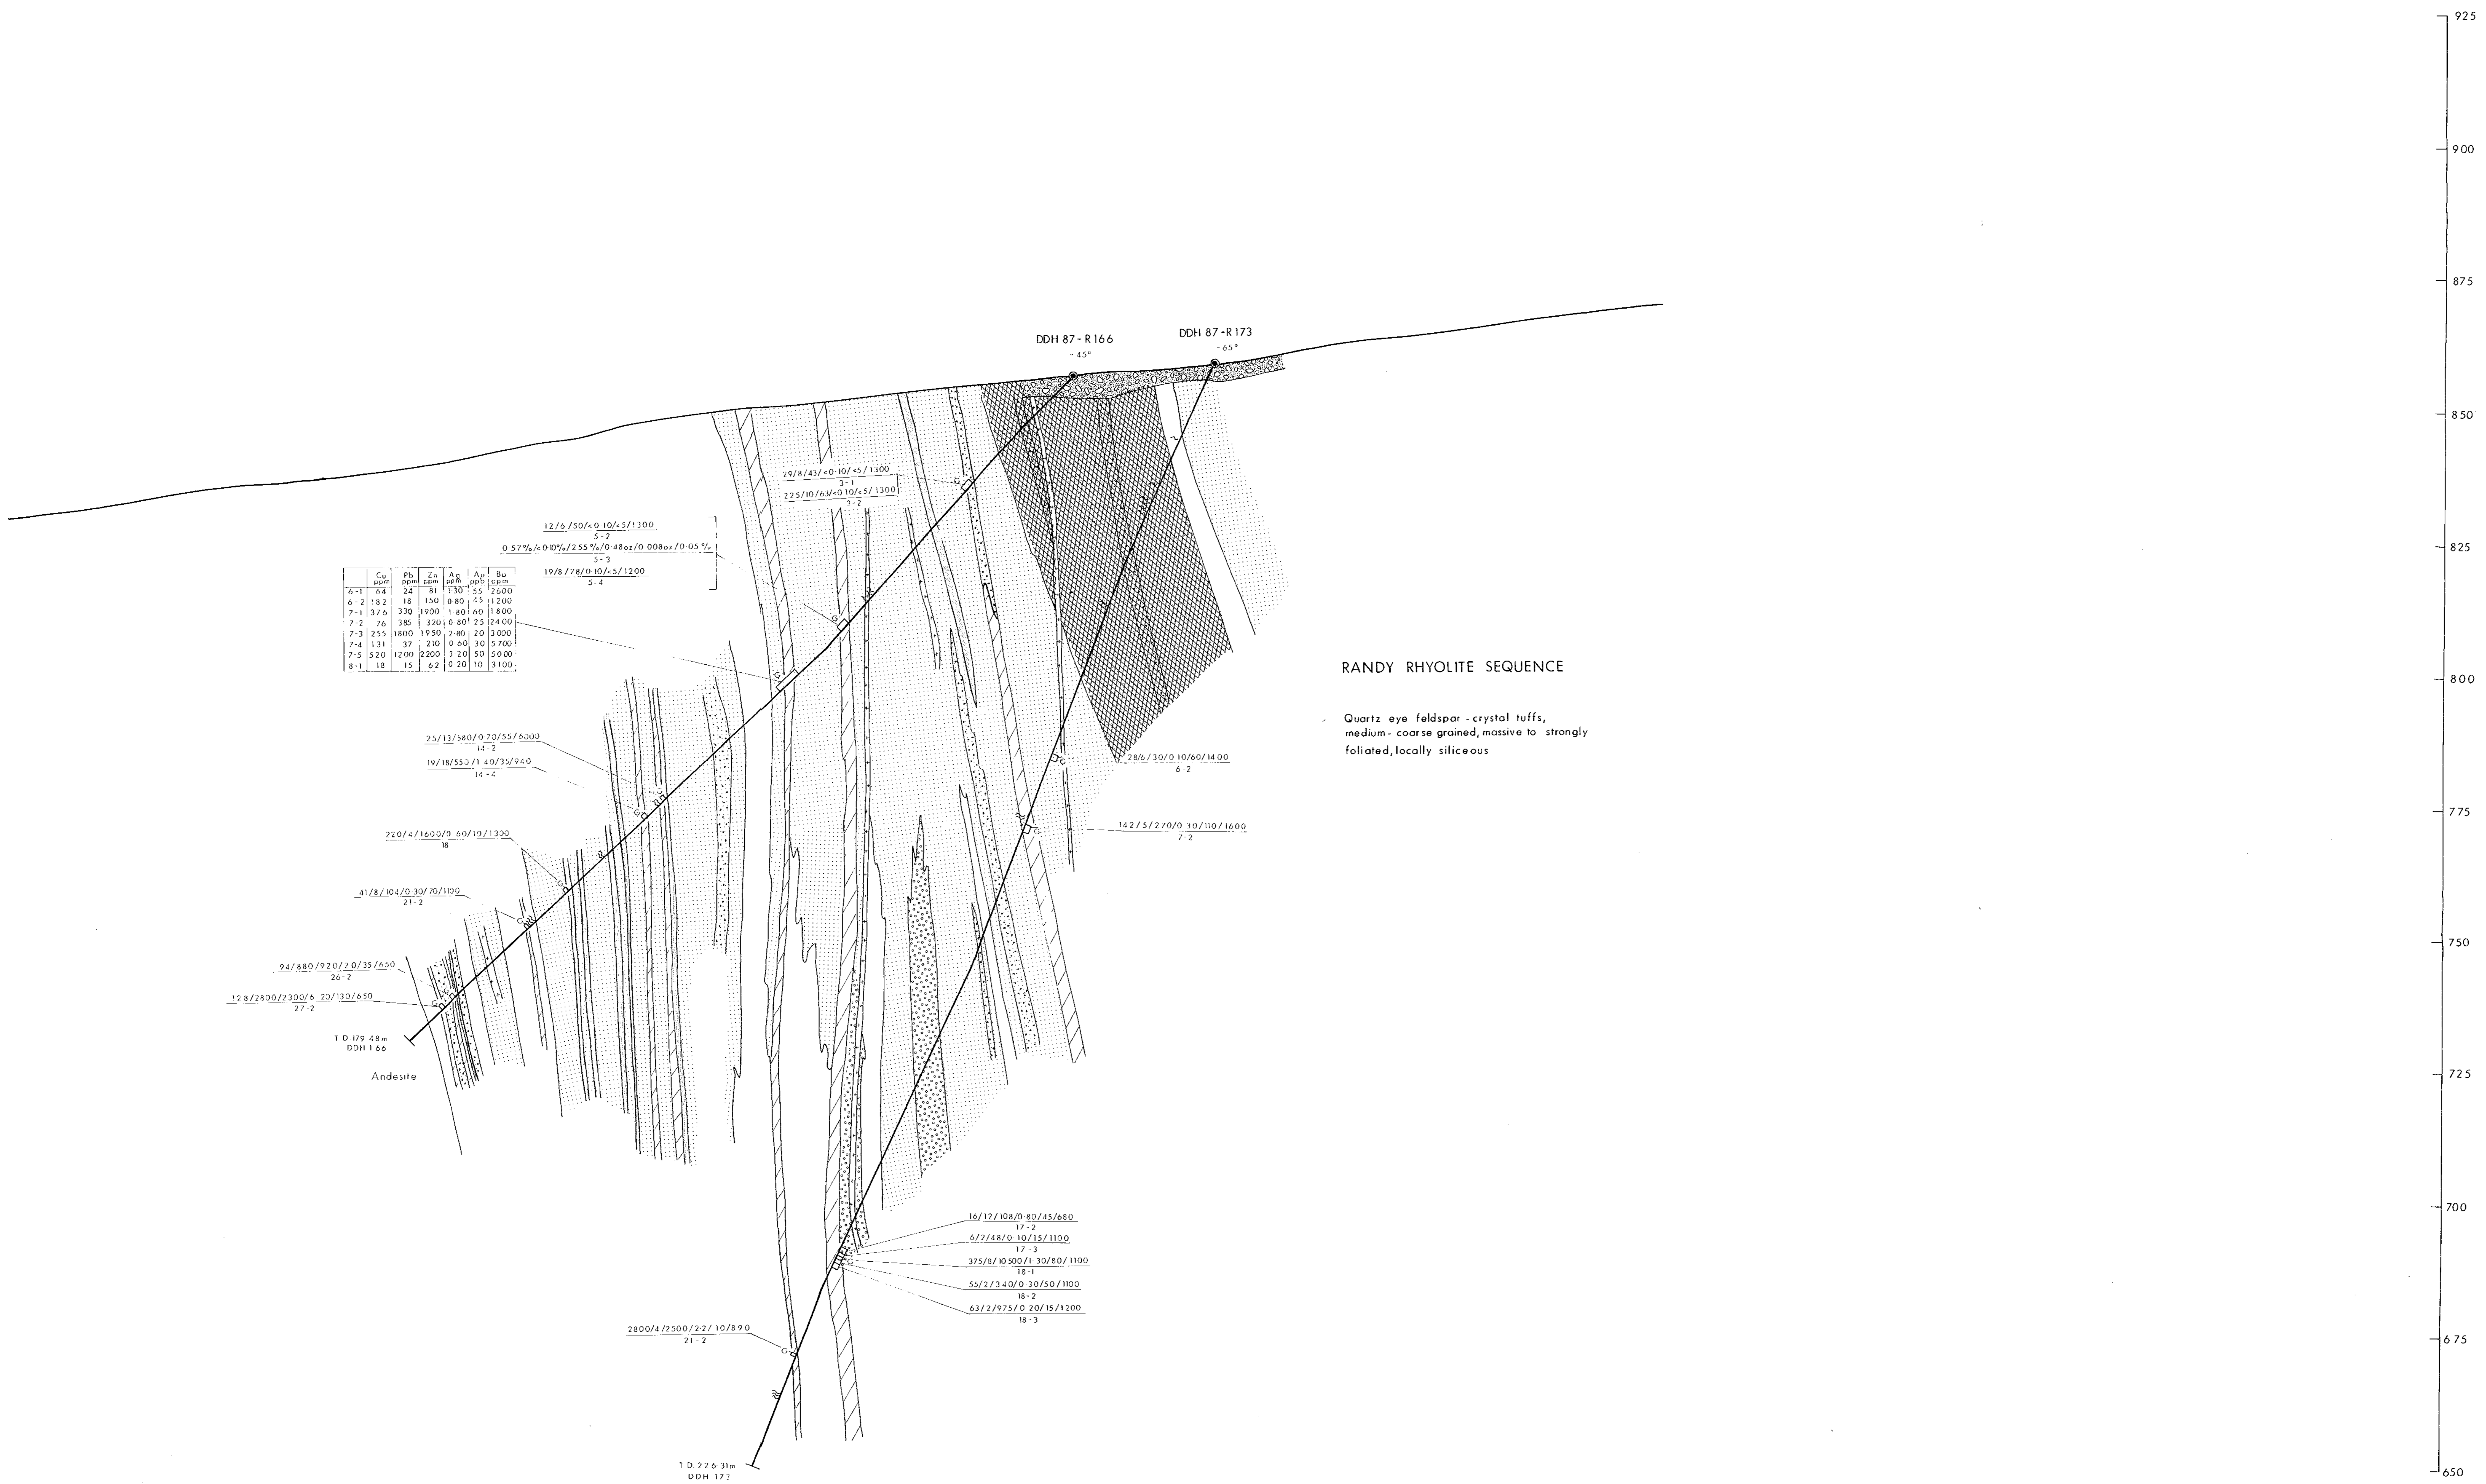 925
900
875
DDH 87-R166
-45°
DDH 87-R173
-65°
850
29/8/43/<0·10/<5/1300
3-1
225/10/63/<0·10/<5/1300
3-2
12/6/50/<0·10/<5/1300
5-2
0·57%/<0·10%/2·55%/0·48oz/0·008oz/0·05%
5-3
19/8/78/0·10/<5/1200
5-4
825
Cu ppm Pb ppm Zn ppm Ag ppm Au ppb Ba ppm
6-1 64 24 81 1·30 55 2600
6-2 182 18 150 0·80 45 1200
7-1 376 330 1900 1·80 60 1800
7-2 76 385 320 0·80 25 2400
7-3 255 1800 1950 2·80 20 3000
7-4 131 37 210 0·60 30 5700
7-5 520 1200 2200 3·20 50 5000
8-1 18 15 62 0·20 10 3100
800
RANDY RHYOLITE SEQUENCE
Quartz eye feldspar-crystal tuffs,
medium-coarse grained, massive to strongly
foliated, locally siliceous
25/13/580/0·70/55/6000
14-2
19/18/550/1·40/35/940
14-4
28/6/30/0·10/60/1400
6-2
775
142/5/270/0·30/110/1600
7-2
220/4/1600/0·60/10/1300
18
41/8/104/0·30/20/1100
21-2
750
94/880/920/2·0/35/650
26-2
128/2800/2300/6·20/130/650
27-2
T.D. 179·48m
DDH 166
Andesite
725
700
16/12/108/0·80/45/680
17-2
6/2/48/0·10/15/1100
17-3
375/8/10500/1·30/80/1100
18-1
55/2/340/0·30/50/1100
18-2
63/2/975/0·20/15/1200
18-3
2800/4/2500/2·2/10/890
21-2
675
T.D. 226·31m
DDH 173
650